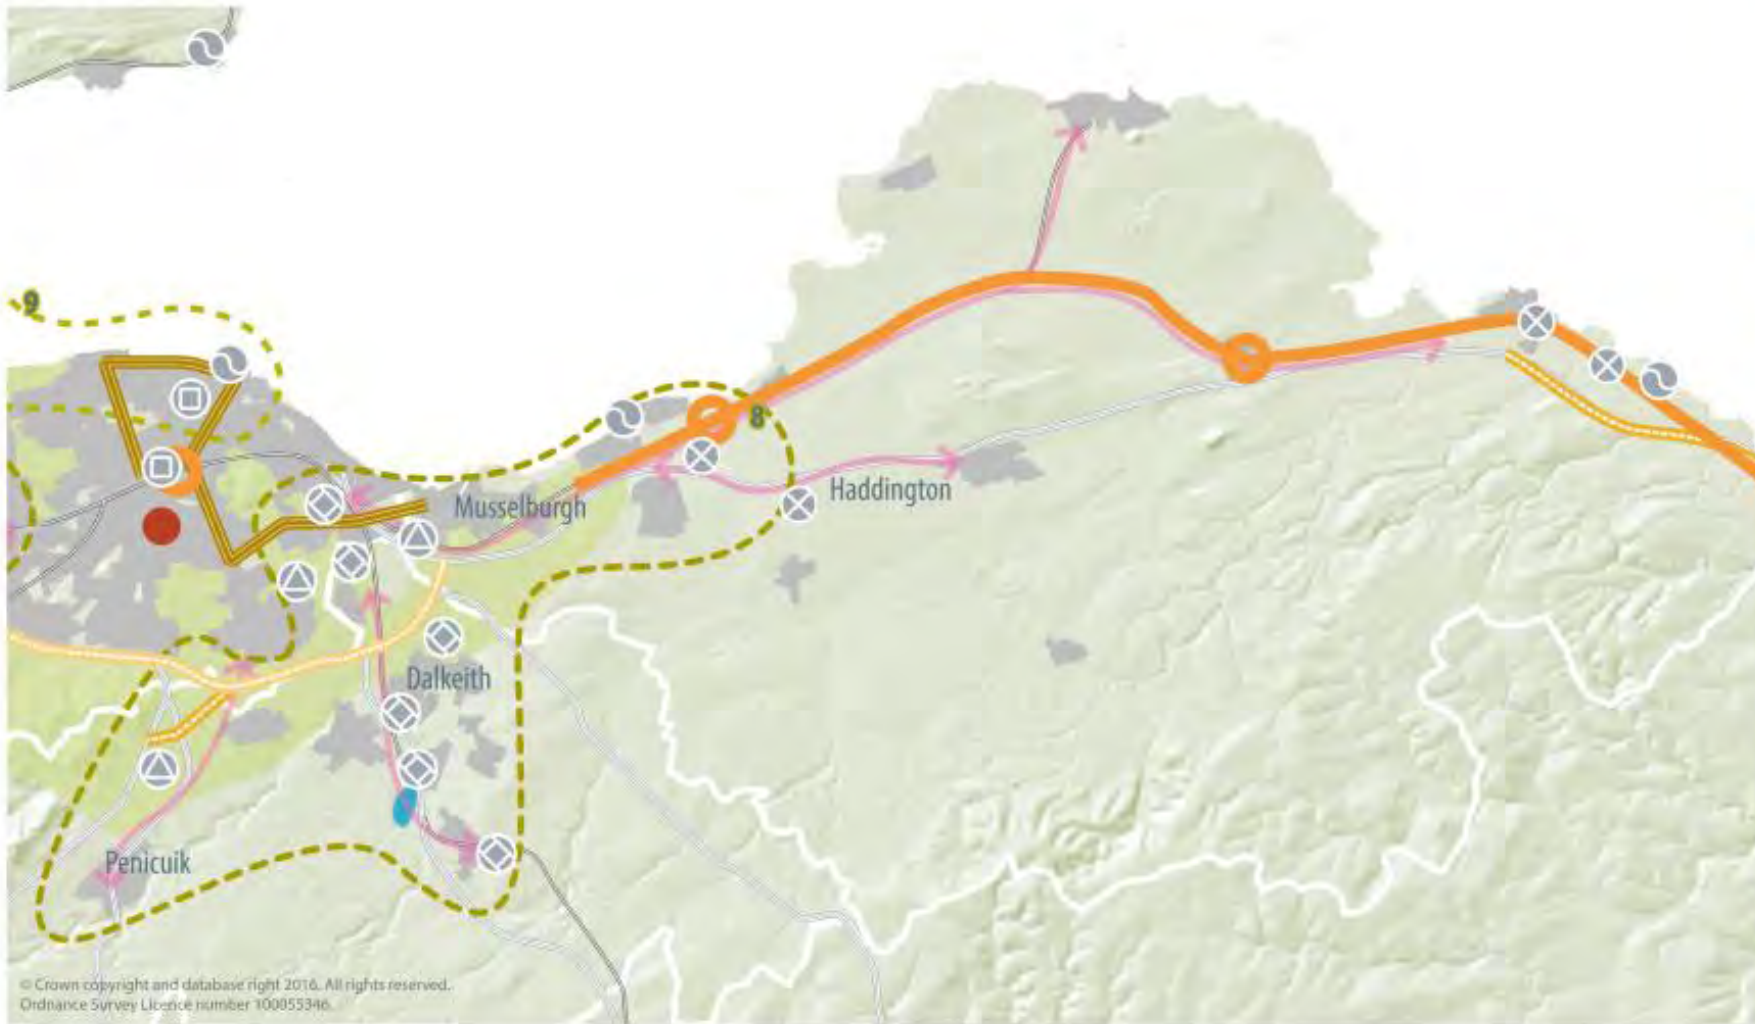 9
8
Musselburgh
Haddington
Dalkeith
Penicuik
© Crown copyright and database right 2016. All rights reserved.
Ordnance Survey Licence number 100055346.